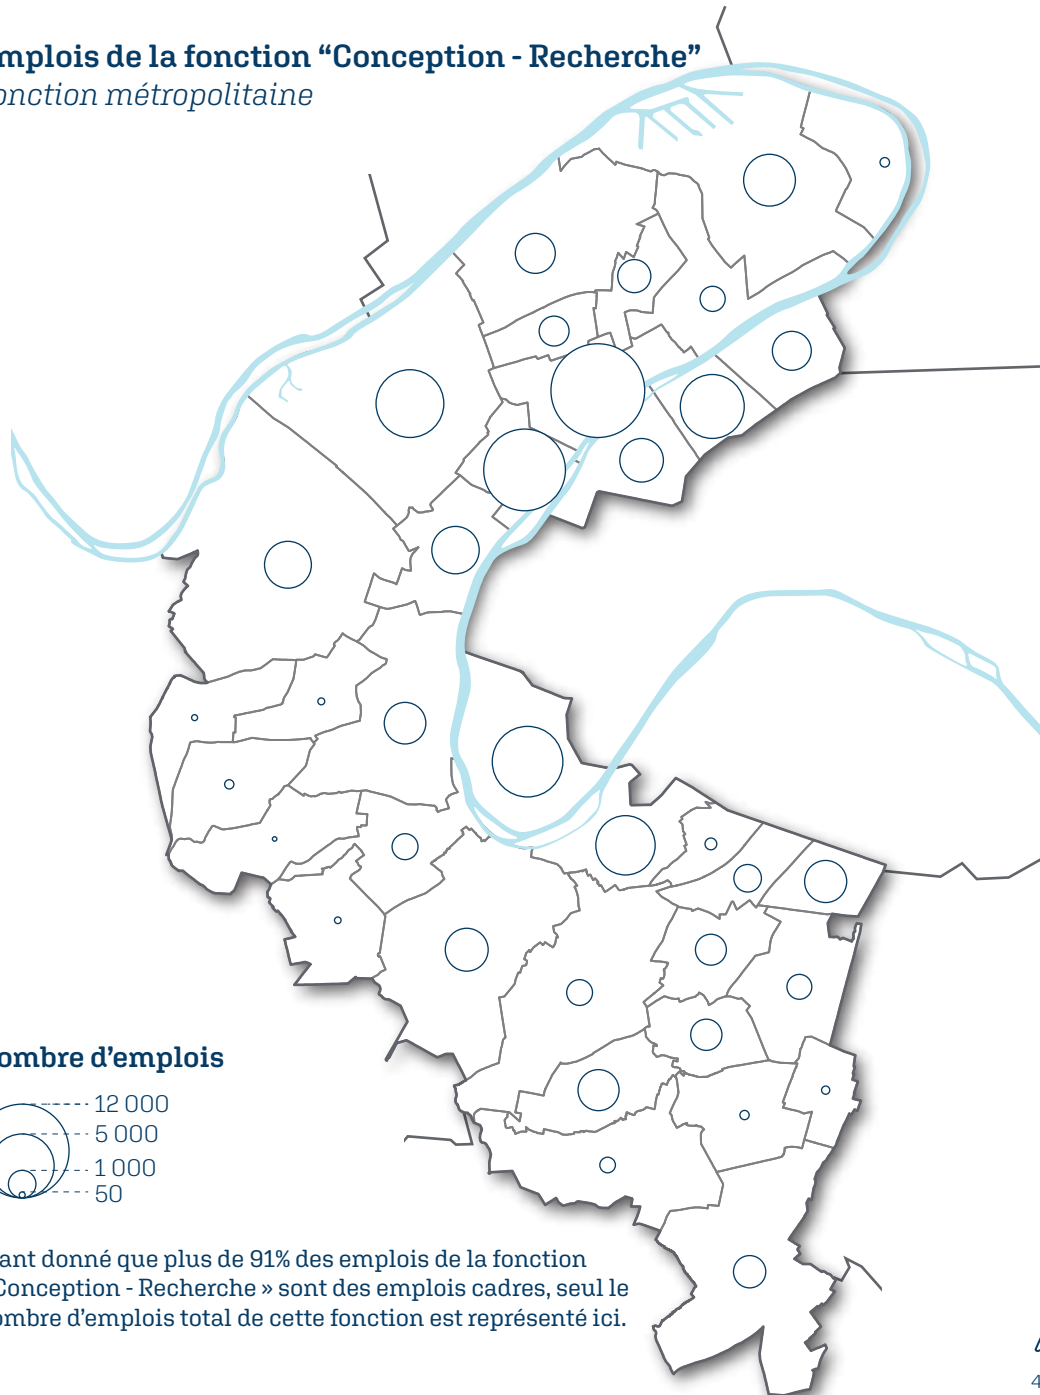 mplois de la fonction “Conception - Recherche”
onction métropolitaine
ombre d’emplois
12 000
5 000
1 000
50
ant donné que plus de 91% des emplois de la fonction
Conception - Recherche » sont des emplois cadres, seul le
ombre d’emplois total de cette fonction est représenté ici.
4